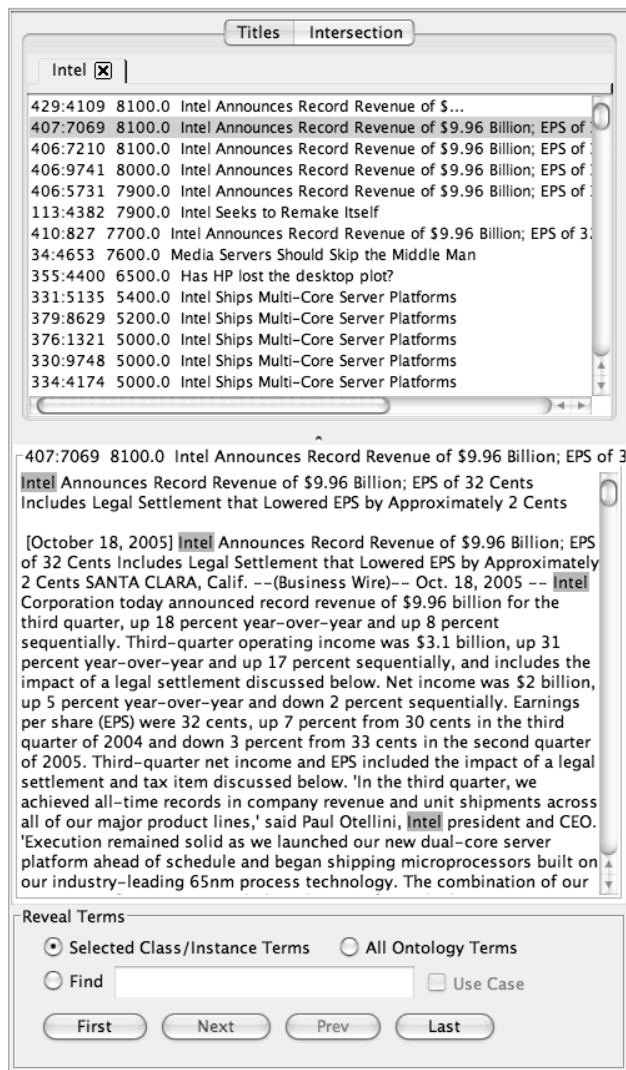 Titles Intersection
Intel
429:4109 8100.0 Intel Announces Record Revenue of $...
407:7069 8100.0 Intel Announces Record Revenue of $9.96 Billion; EPS of
406:7210 8100.0 Intel Announces Record Revenue of $9.96 Billion; EPS of
406:9741 8000.0 Intel Announces Record Revenue of $9.96 Billion; EPS of
406:5731 7900.0 Intel Announces Record Revenue of $9.96 Billion; EPS of
113:4382 7900.0 Intel Seeks to Remake Itself
410:827 7700.0 Intel Announces Record Revenue of $9.96 Billion; EPS of 3
34:4653 7600.0 Media Servers Should Skip the Middle Man
355:4400 6500.0 Has HP lost the desktop plot?
331:5135 5400.0 Intel Ships Multi-Core Server Platforms
379:8629 5200.0 Intel Ships Multi-Core Server Platforms
376:1321 5000.0 Intel Ships Multi-Core Server Platforms
330:9748 5000.0 Intel Ships Multi-Core Server Platforms
334:4174 5000.0 Intel Ships Multi-Core Server Platforms
407:7069 8100.0 Intel Announces Record Revenue of $9.96 Billion; EPS of 3
Intel Announces Record Revenue of $9.96 Billion; EPS of 32 Cents
Includes Legal Settlement that Lowered EPS by Approximately 2 Cents
[October 18, 2005] Intel Announces Record Revenue of $9.96 Billion; EPS
of 32 Cents Includes Legal Settlement that Lowered EPS by Approximately
2 Cents SANTA CLARA, Calif. --(Business Wire)-- Oct. 18, 2005 -- Intel
Corporation today announced record revenue of $9.96 billion for the
third quarter, up 18 percent year-over-year and up 8 percent
sequentially. Third-quarter operating income was $3.1 billion, up 31
percent year-over-year and up 17 percent sequentially, and includes the
impact of a legal settlement discussed below. Net income was $2 billion,
up 5 percent year-over-year and down 2 percent sequentially. Earnings
per share (EPS) were 32 cents, up 7 percent from 30 cents in the third
quarter of 2004 and down 3 percent from 33 cents in the second quarter
of 2005. Third-quarter net income and EPS included the impact of a legal
settlement and tax item discussed below. 'In the third quarter, we
achieved all-time records in company revenue and unit shipments across
all of our major product lines,' said Paul Otellini, Intel president and CEO.
'Execution remained solid as we launched our new dual-core server
platform ahead of schedule and began shipping microprocessors built on
our industry-leading 65nm process technology. The combination of our
Reveal Terms
Selected Class/Instance Terms All Ontology Terms
Find Use Case
First Next Prev Last